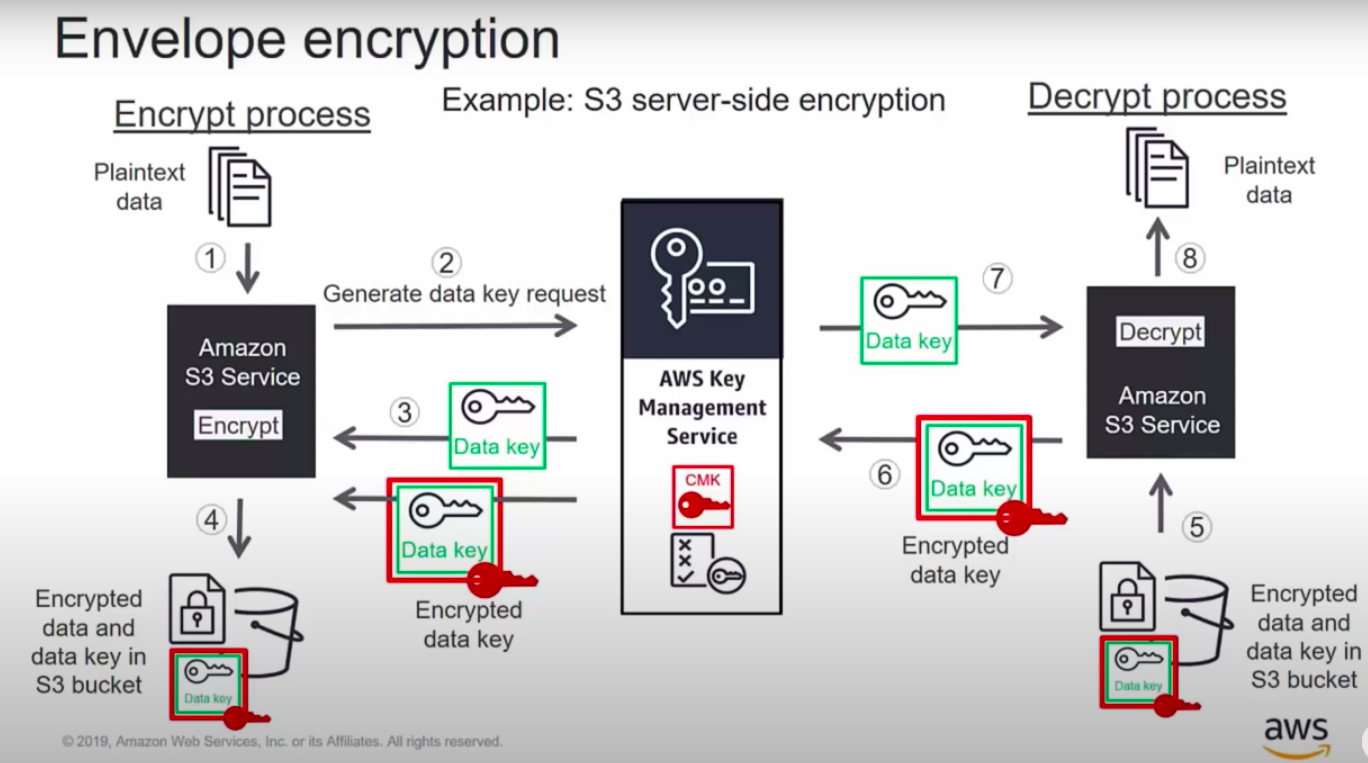 Envelope encryption
Example: S3 server-side encryption
Encrypt process
Plaintext
data
1
Amazon
S3 Service
Encrypt
2
Generate data key request
3
Data key
Data key
Encrypted
data key
4
Encrypted
data and
data key in
S3 bucket
Data key
AWS Key
Management
Service
CMK
Decrypt process
Plaintext
data
8
7
Data key
Decrypt
Amazon
S3 Service
6
Data key
Encrypted
data key
5
Encrypted
data and
data key in
S3 bucket
Data key
© 2019, Amazon Web Services, Inc. or its Affiliates. All rights reserved.
aws